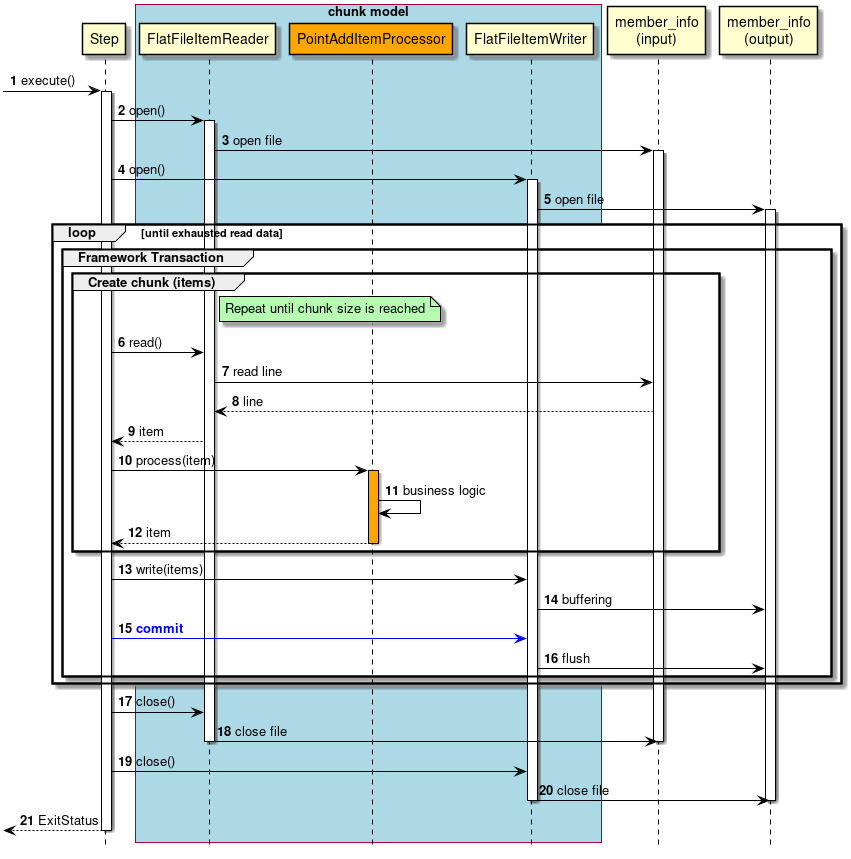 chunk model
Step
FlatFileItemReader
PointAddItemProcessor
FlatFileItemWriter
member_info
(input)
member_info
(output)
1 execute()
2 open()
3 open file
4 open()
5 open file
loop
[until exhausted read data]
Framework Transaction
Create chunk (items)
Repeat until chunk size is reached
6 read()
7 read line
8 line
9 item
10 process(item)
11 business logic
12 item
13 write(items)
14 buffering
15 commit
16 flush
17 close()
18 close file
19 close()
20 close file
21 ExitStatus